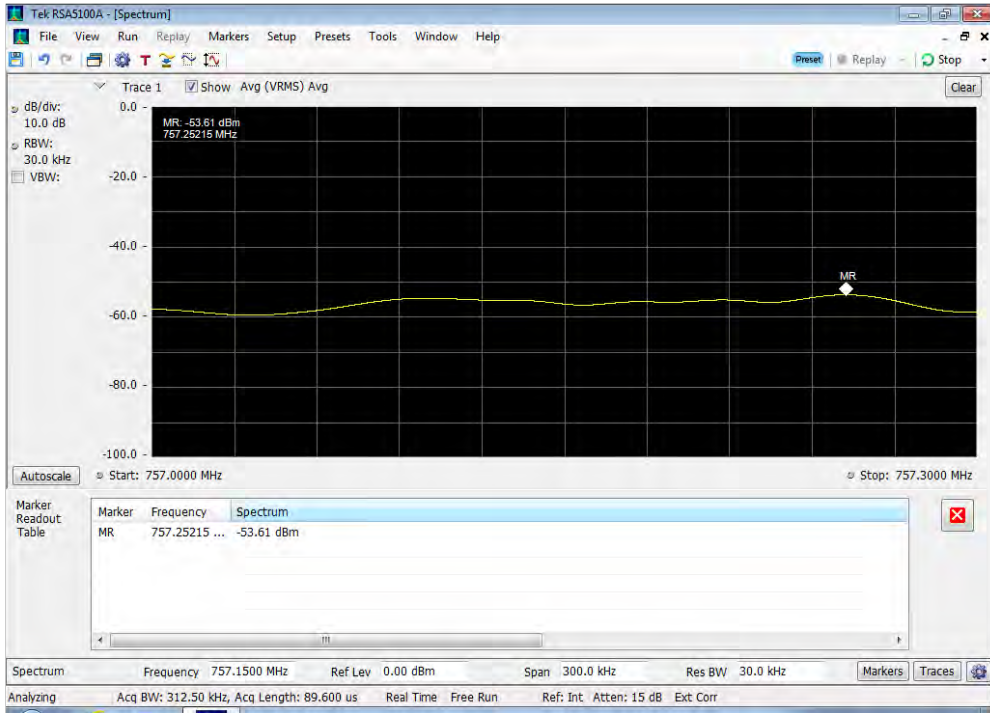 Tek RSA5100A - [Spectrum]
File View Run Replay Markers Setup Presets Tools Window Help
Preset Replay Stop
Trace 1 Show Avg (VRMS) Avg Clear
dB/div:
10.0 dB
RBW:
30.0 kHz
VBW:
0.0
MR: -53.61 dBm
757.25215 MHz
-20.0
-40.0
MR
-60.0
-80.0
-100.0
Autoscale Start: 757.0000 MHz Stop: 757.3000 MHz
Marker
Readout
Table
Marker Frequency Spectrum
MR 757.25215 ... -53.61 dBm
Spectrum Frequency 757.1500 MHz Ref Lev 0.00 dBm Span 300.0 kHz Res BW 30.0 kHz Markers Traces
Analyzing Acq BW: 312.50 kHz, Acq Length: 89.600 us Real Time Free Run Ref: Int Atten: 15 dB Ext Corr